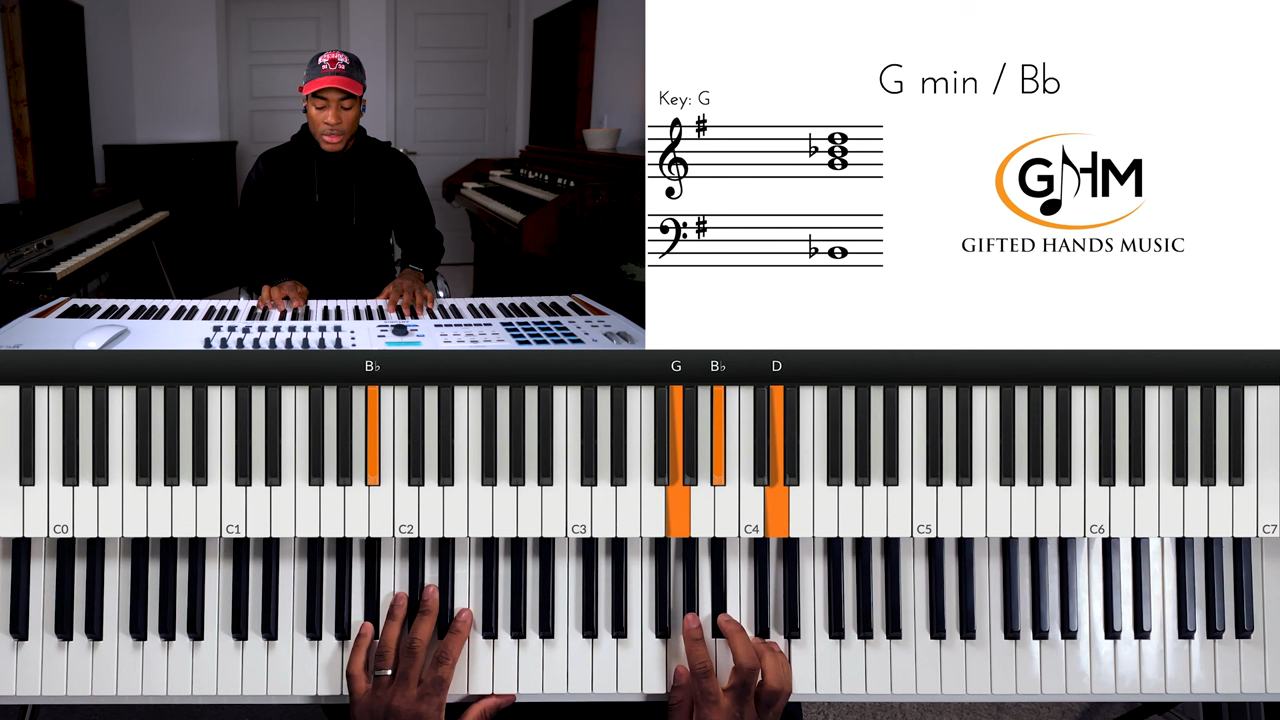 G min / Bb
Key: G
GHM
GIFTED HANDS MUSIC
B♭ G B♭ D
C0 C1 C2 C3 C4 C5 C6 C7